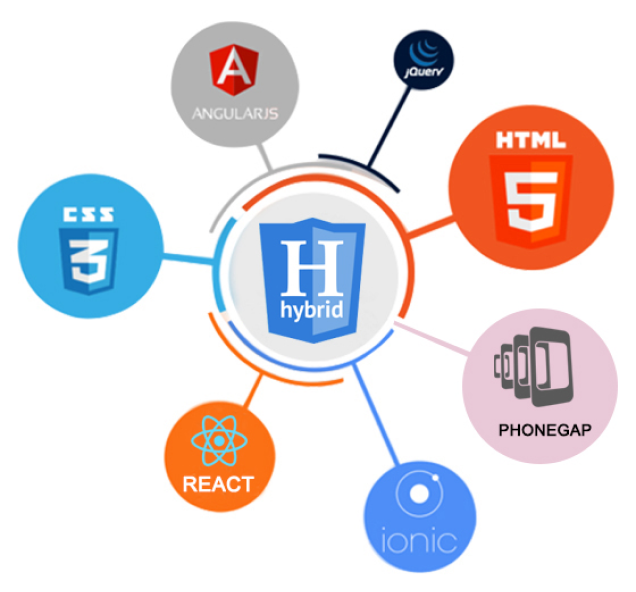 ANGULARJS
jQuery
HTML
5
CSS
3
H
hybrid
PHONEGAP
REACT
ionic
A